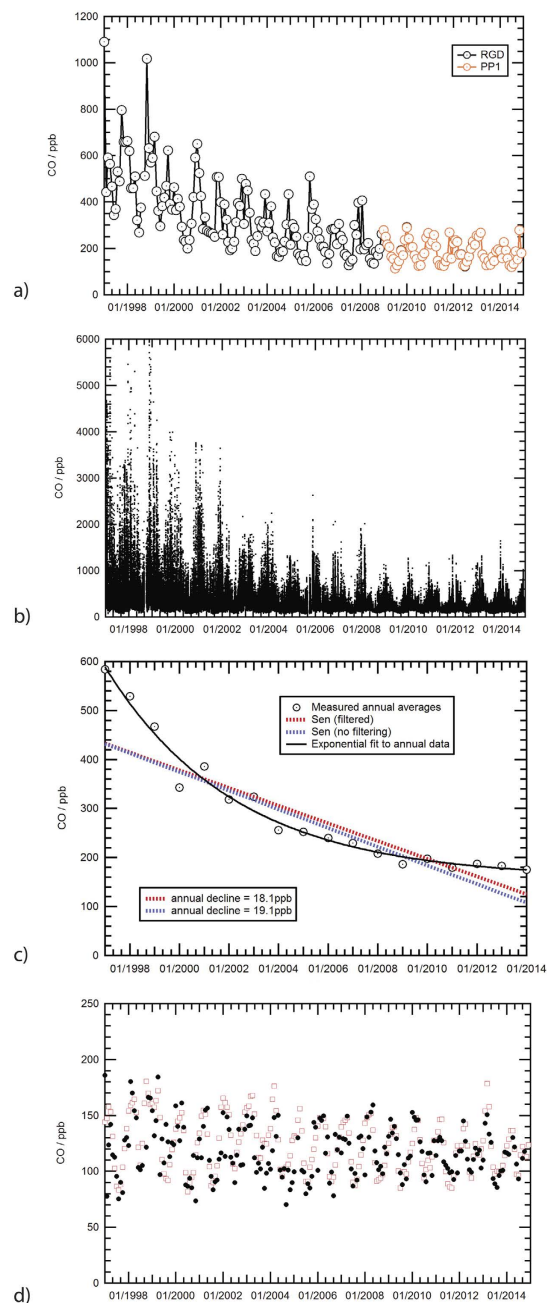 1200
1000
800
600
400
200
0
CO / ppb
RGD
PP1
01/1998 01/2000 01/2002 01/2004 01/2006 01/2008 01/2010 01/2012 01/2014
a)
6000
5000
4000
3000
2000
1000
0
CO / ppb
01/1998 01/2000 01/2002 01/2004 01/2006 01/2008 01/2010 01/2012 01/2014
b)
600
500
400
300
200
100
0
CO / ppb
Measured annual averages
Sen (filtered)
Sen (no filtering)
Exponential fit to annual data
annual decline = 18.1ppb
annual decline = 19.1ppb
01/1998 01/2000 01/2002 01/2004 01/2006 01/2008 01/2010 01/2012 01/2014
c)
250
200
150
100
50
0
CO / ppb
01/1998 01/2000 01/2002 01/2004 01/2006 01/2008 01/2010 01/2012 01/2014
d)